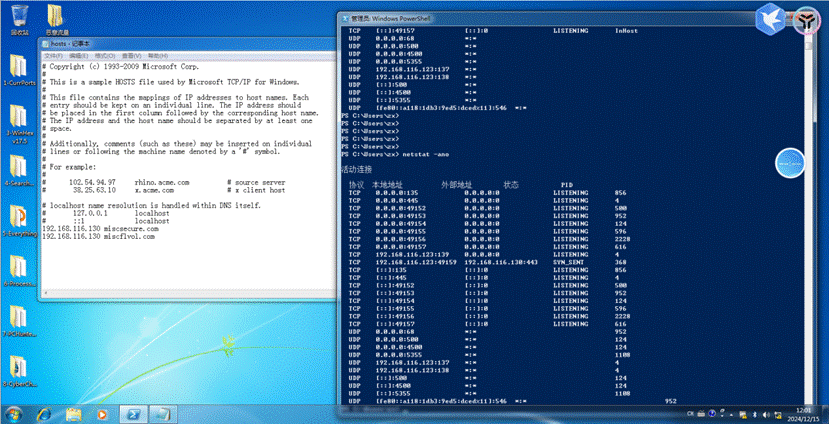 回收站
恶意流量
1-CurrPorts
3-WinHex v17.5
4-Search...
5-Everything
6-Process...
8-CyberCh...
hosts - 记事本
文件(F) 编辑(E) 格式(O) 查看(V) 帮助(H)
# Copyright (c) 1993-2009 Microsoft Corp.
#
# This is a sample HOSTS file used by Microsoft TCP/IP for Windows.
#
# This file contains the mappings of IP addresses to host names. Each
# entry should be kept on an individual line. The IP address should
# be placed in the first column followed by the corresponding host name.
# The IP address and the host name should be separated by at least one
# space.
#
# Additionally, comments (such as these) may be inserted on individual
# lines or following the machine name denoted by a '#' symbol.
#
# For example:
#
# 102.54.94.97 rhino.acme.com # source server
# 38.25.63.10 x.acme.com # x client host

# localhost name resolution is handled within DNS itself.
# 127.0.0.1 localhost
# ::1 localhost
192.168.116.130 miscsecure.com
192.168.116.130 miscflvol.com
管理员: Windows PowerShell
TCP [::]:49157 [::]:0 LISTENING InHost
UDP 0.0.0.0:68 *:*
UDP 0.0.0.0:500 *:*
UDP 0.0.0.0:4500 *:*
UDP 0.0.0.0:5355 *:*
UDP 192.168.116.123:137 *:*
UDP 192.168.116.123:138 *:*
UDP [::]:500 *:*
UDP [::]:4500 *:*
UDP [::]:5355 *:*
UDP [fe80::a118:1db3:9ed5:dced%11]:546 *:*
PS C:\Users\zx>
PS C:\Users\zx>
PS C:\Users\zx>
PS C:\Users\zx>
PS C:\Users\zx> netstat -ano
活动连接
协议 本地地址 外部地址 状态 PID
TCP 0.0.0.0:135 0.0.0.0:0 LISTENING 856
TCP 0.0.0.0:445 0.0.0.0:0 LISTENING 4
TCP 0.0.0.0:49152 0.0.0.0:0 LISTENING 500
TCP 0.0.0.0:49153 0.0.0.0:0 LISTENING 952
TCP 0.0.0.0:49154 0.0.0.0:0 LISTENING 124
TCP 0.0.0.0:49155 0.0.0.0:0 LISTENING 596
TCP 0.0.0.0:49156 0.0.0.0:0 LISTENING 2228
TCP 0.0.0.0:49157 0.0.0.0:0 LISTENING 616
TCP 192.168.116.123:139 0.0.0.0:0 LISTENING 4
TCP 192.168.116.123:49159 192.168.116.130:443 SYN_SENT 368
TCP [::]:135 [::]:0 LISTENING 856
TCP [::]:445 [::]:0 LISTENING 4
TCP [::]:49152 [::]:0 LISTENING 500
TCP [::]:49153 [::]:0 LISTENING 952
TCP [::]:49154 [::]:0 LISTENING 124
TCP [::]:49155 [::]:0 LISTENING 596
TCP [::]:49156 [::]:0 LISTENING 2228
TCP [::]:49157 [::]:0 LISTENING 616
UDP 0.0.0.0:68 *:* 952
UDP 0.0.0.0:500 *:* 124
UDP 0.0.0.0:4500 *:* 124
UDP 0.0.0.0:5355 *:* 1108
UDP 192.168.116.123:137 *:* 4
UDP 192.168.116.123:138 *:* 4
UDP [::]:500 *:* 124
UDP [::]:4500 *:* 124
UDP [::]:5355 *:* 1108
UDP [fe80::a118:1db3:9ed5:dced%11]:546 *:* 952
CH
12:01
2024/12/15